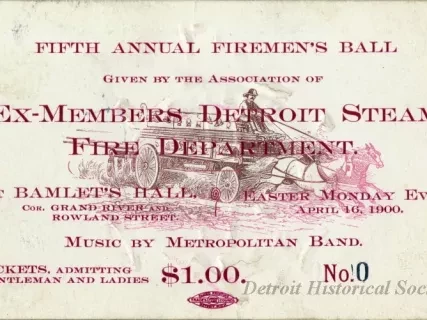 Fifth Annual Firemen's Ball
Given by the Association of
Ex-Members Detroit Steam
Fire Department.
Bamlet's Hall.
Cor. Grand River and
Rowland Street.
Easter Monday Ev
April 16, 1900.
Music by Metropolitan Band.
ckets, admitting
ntleman and Ladies
$1.00.
No. 0
Detroit Historical Soc